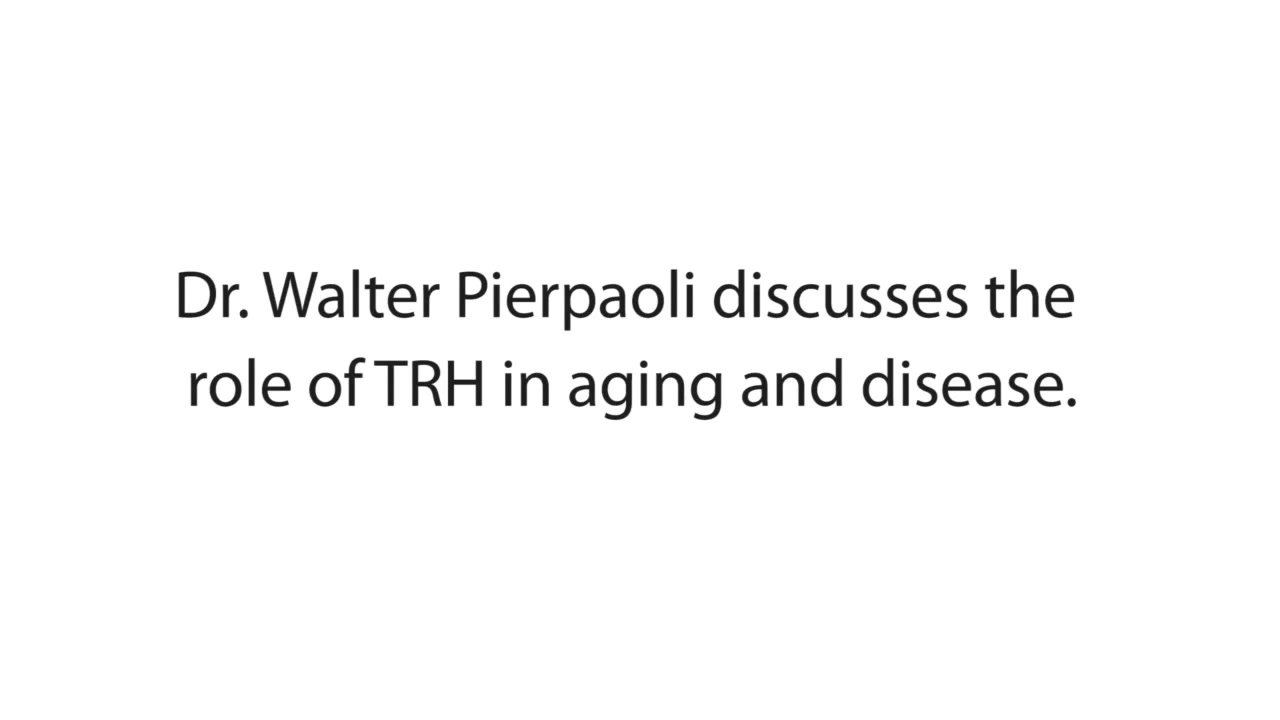 Dr. Walter Pierpaoli discusses the
role of TRH in aging and disease.